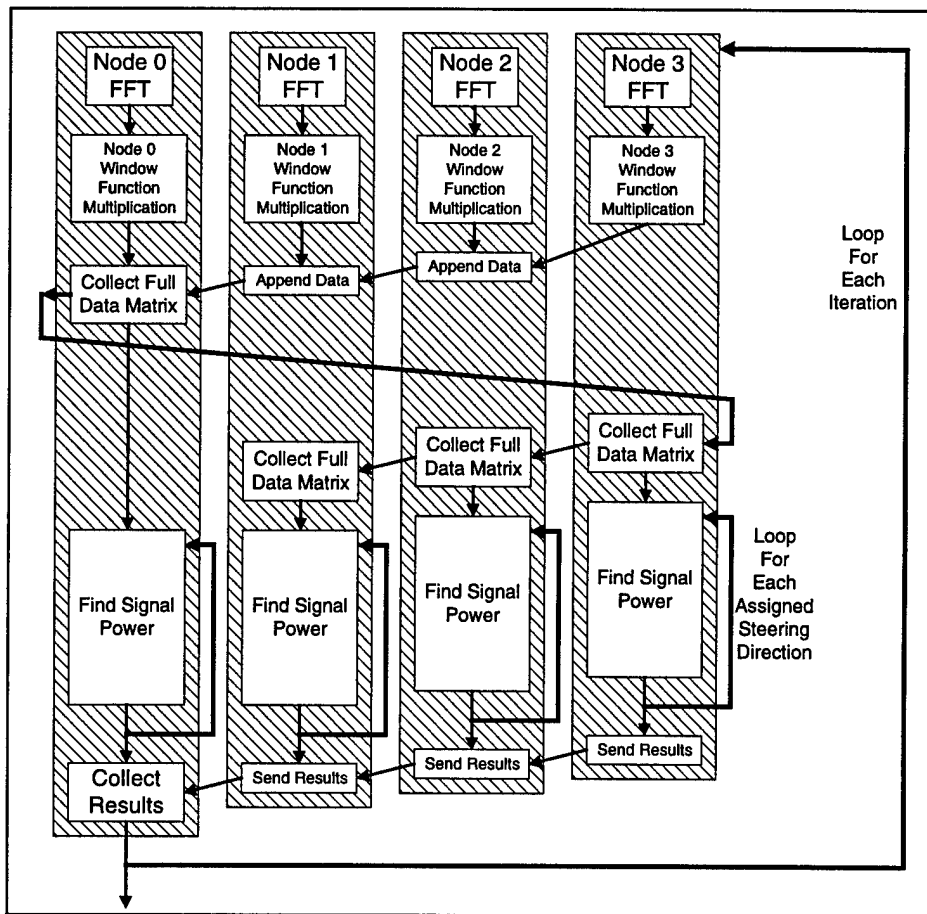 Node 0
FFT
Node 1
FFT
Node 2
FFT
Node 3
FFT
Node 0
Window
Function
Multiplication
Node 1
Window
Function
Multiplication
Node 2
Window
Function
Multiplication
Node 3
Window
Function
Multiplication
Loop
For
Each
Iteration
Collect Full
Data Matrix
Append Data
Append Data
Collect Full
Data Matrix
Collect Full
Data Matrix
Collect Full
Data Matrix
Find Signal
Power
Find Signal
Power
Find Signal
Power
Find Signal
Power
Loop
For
Each
Assigned
Steering
Direction
Collect
Results
Send Results
Send Results
Send Results